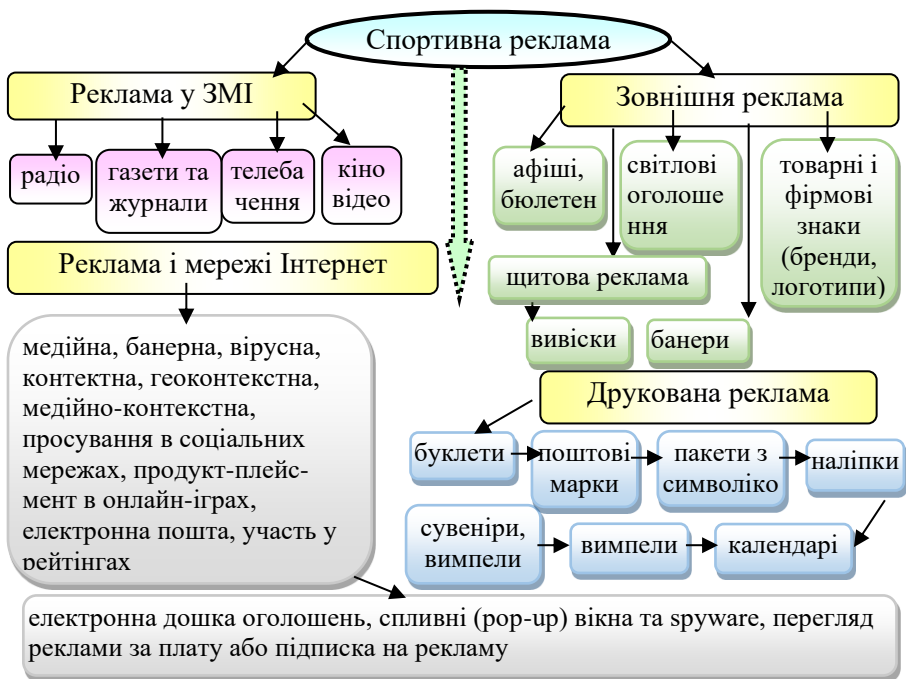 Спортивна реклама
Реклама у ЗМІ
радіо
газети та
журнали
телеба
чення
кіно
відео
Зовнішня реклама
афіші,
бюлетен
світлові
оголоше
ння
товарні і
фірмові
знаки
(бренди,
логотипи)
щитова реклама
вивіски
банери
Реклама і мережі Інтернет
медійна, банерна, вірусна,
контектна, геоконтекстна,
медійно-контекстна,
просування в соціальних
мережах, продукт-плейс-
мент в онлайн-іграх,
електронна пошта, участь у
рейтінгах
Друкована реклама
буклети
поштові
марки
пакети з
символіко
наліпки
сувеніри,
вимпели
вимпели
календарі
електронна дошка оголошень, спливні (pop-up) вікна та spyware, перегляд
реклами за плату або підписка на рекламу